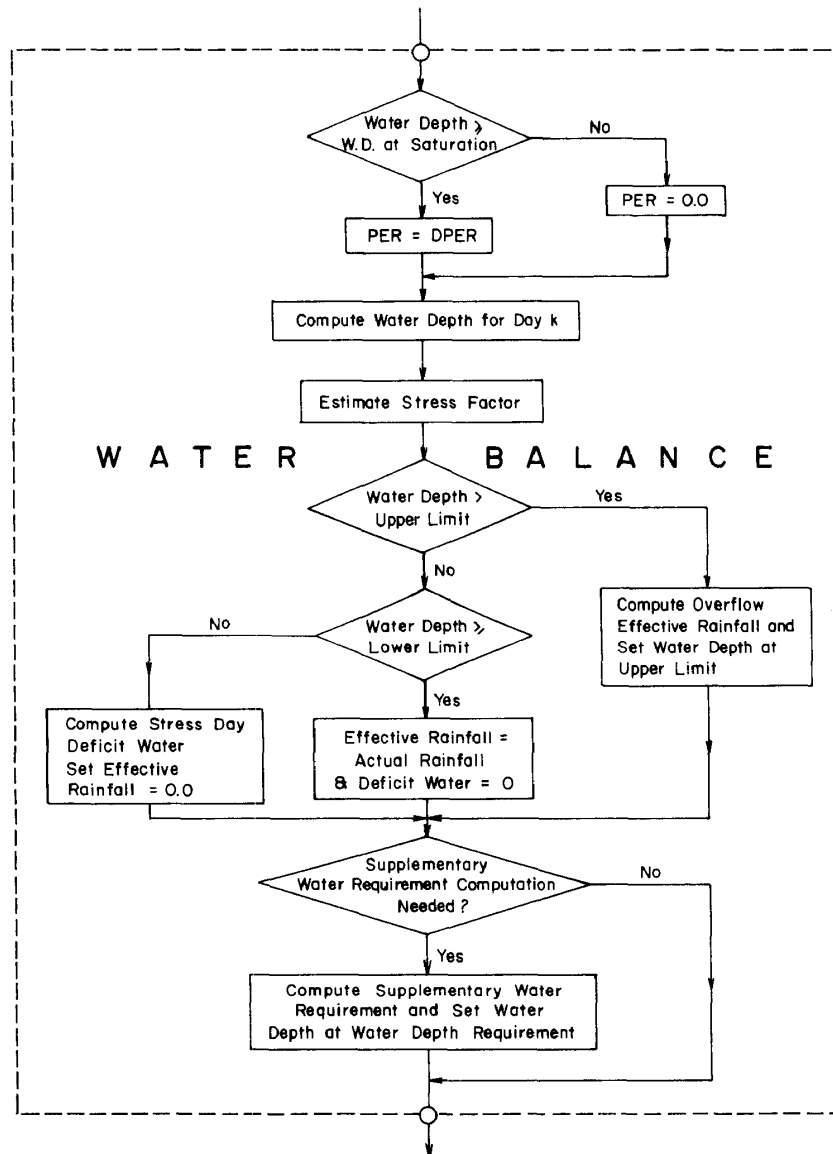 Water Depth ⩾
W.D. at Saturation
No
Yes
PER = 0.0
PER = DPER
Compute Water Depth for Day k
Estimate Stress Factor
WATER BALANCE
Water Depth >
Upper Limit
Yes
No
Compute Overflow
Effective Rainfall and
Set Water Depth at
Upper Limit
No
Water Depth ⩾
Lower Limit
Yes
Compute Stress Day
Deficit Water
Set Effective
Rainfall = 0.0
Effective Rainfall =
Actual Rainfall
& Deficit Water = 0
Supplementary
Water Requirement Computation
Needed?
No
Yes
Compute Supplementary Water
Requirement and Set Water
Depth at Water Depth Requirement